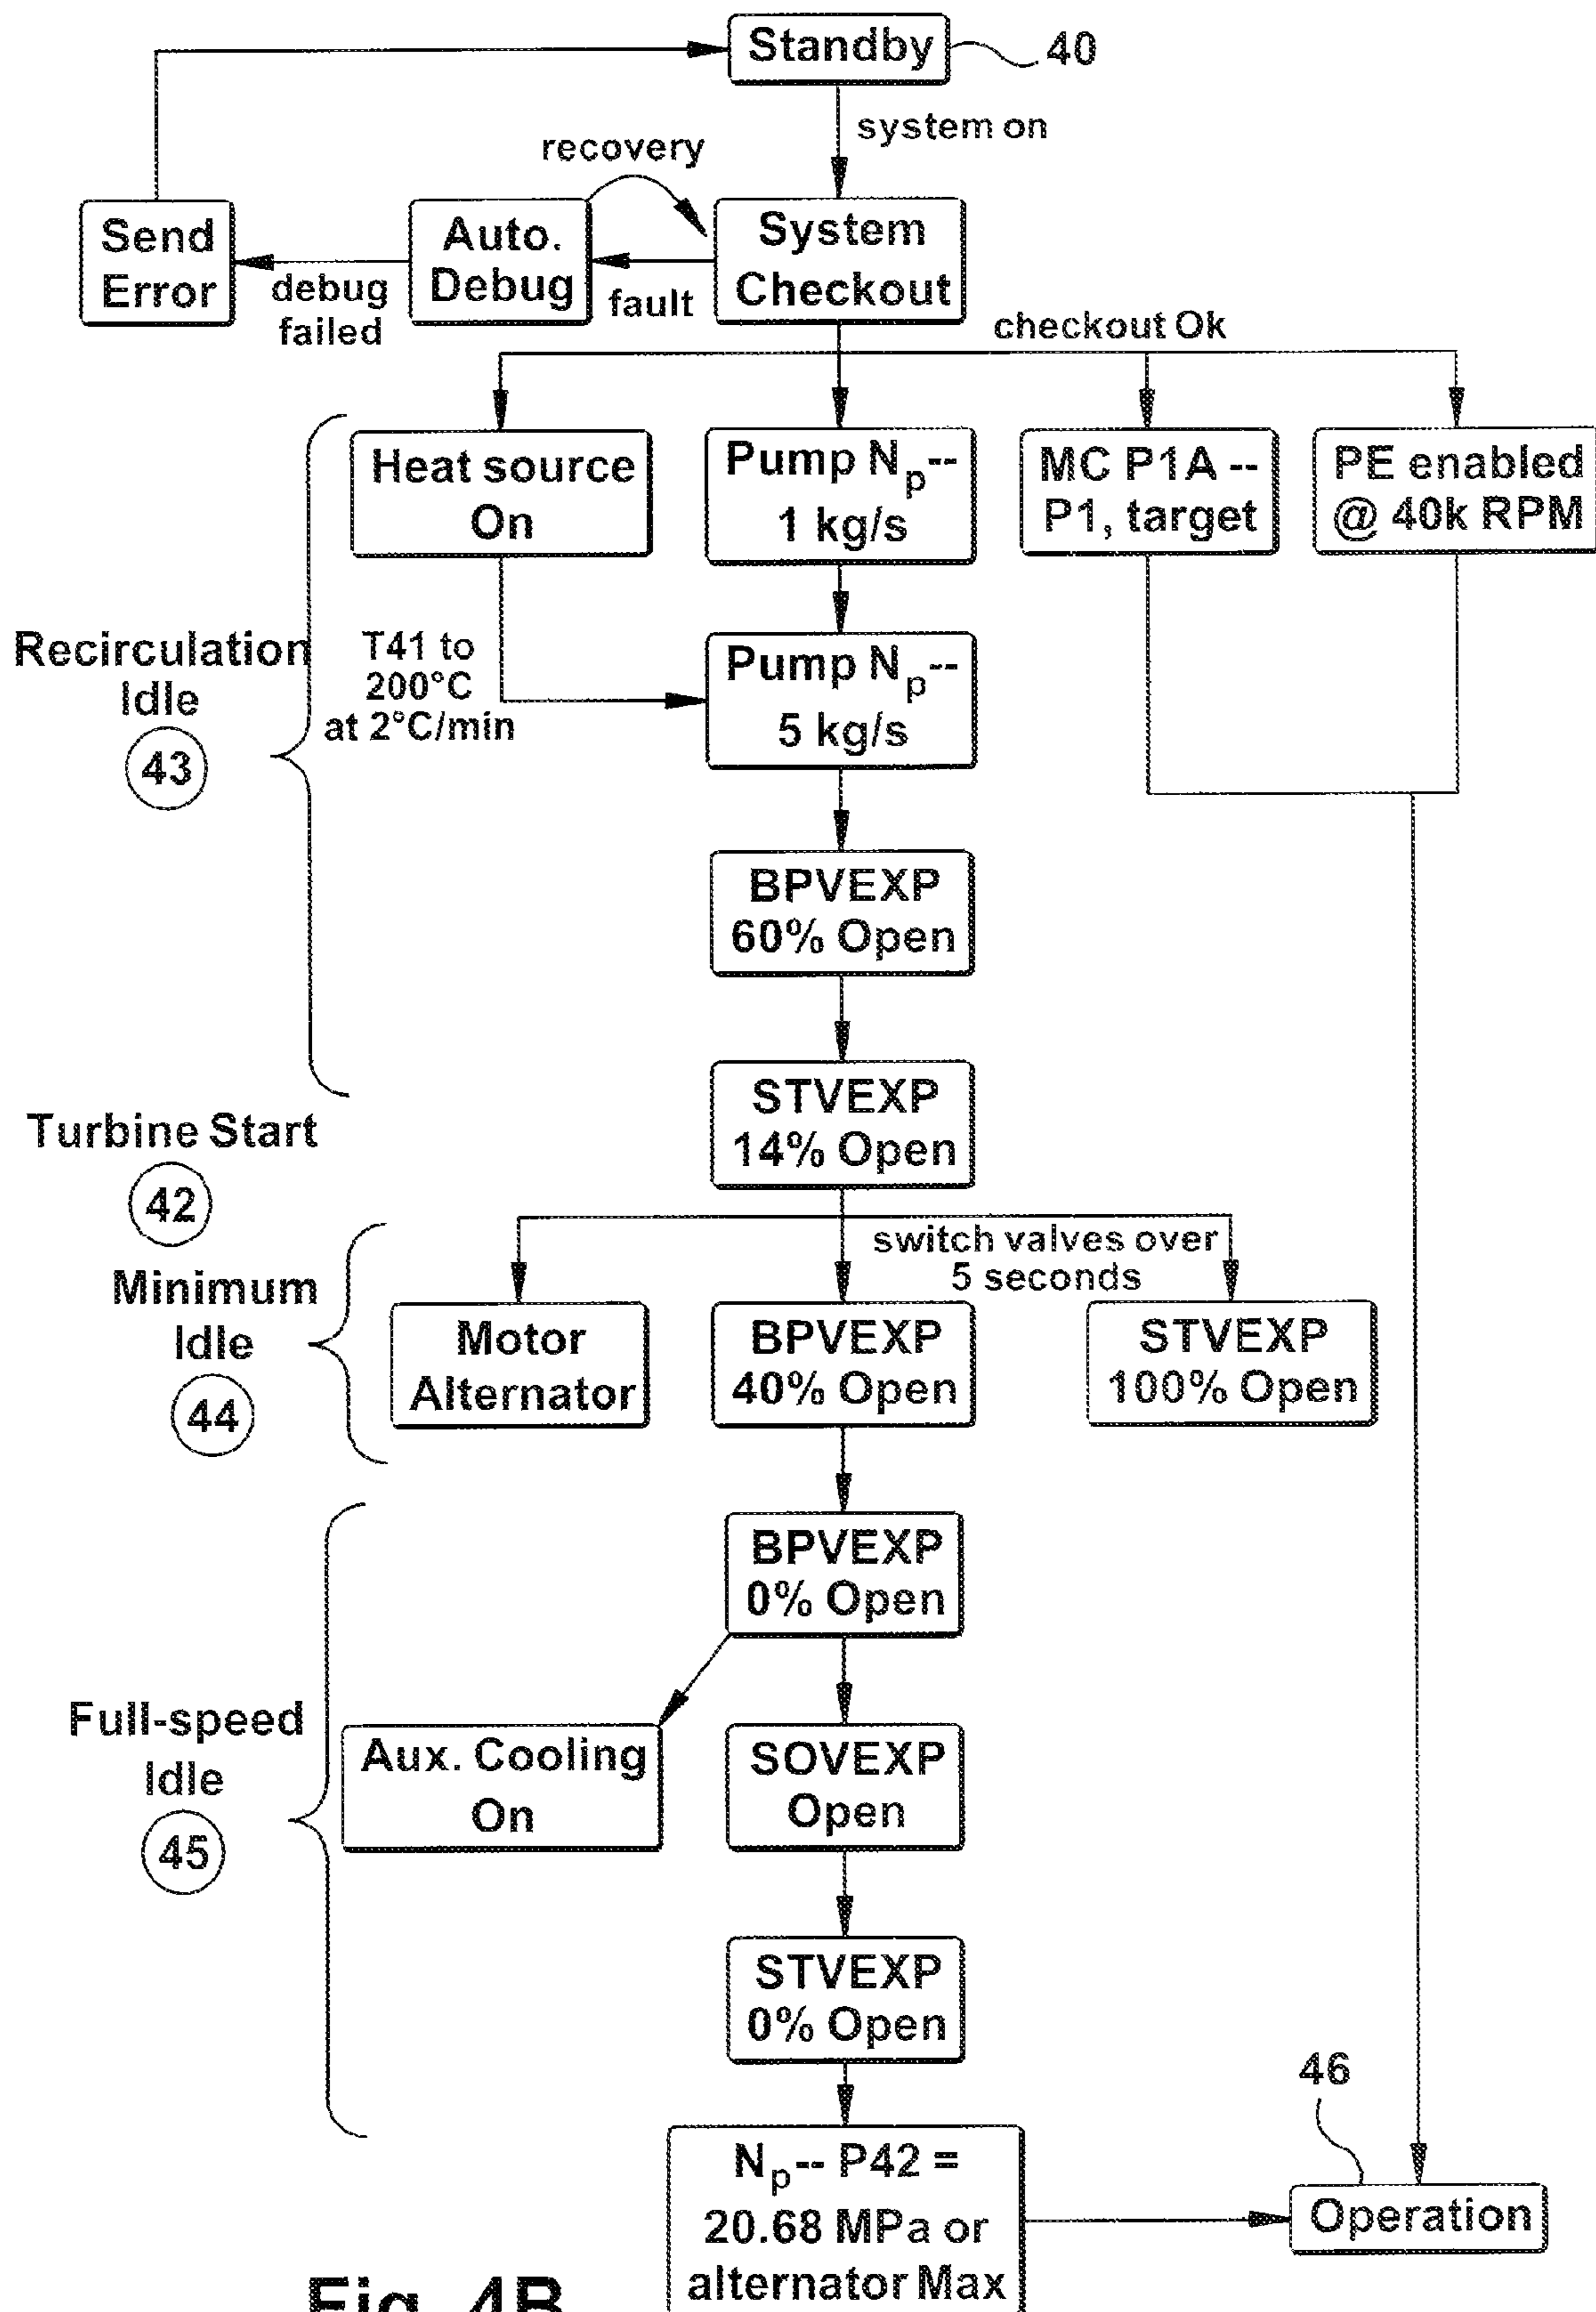 Standby
40
system on
recovery
Send
Error
debug
failed
Auto.
Debug
fault
System
Checkout
checkout Ok
Heat source
On
Pump Np--
1 kg/s
MC P1A --
P1, target
PE enabled
@ 40k RPM
Recirculation
Idle
43
T41 to
200°C
at 2°C/min
Pump Np--
5 kg/s
BPVEXP
60% Open
STVEXP
14% Open
Turbine Start
42
switch valves over
5 seconds
Minimum
Idle
44
Motor
Alternator
BPVEXP
40% Open
STVEXP
100% Open
BPVEXP
0% Open
Full-speed
Idle
45
Aux. Cooling
On
SOVEXP
Open
STVEXP
0% Open
46
Np-- P42 =
20.68 MPa or
alternator Max
Operation
Fig. 4B